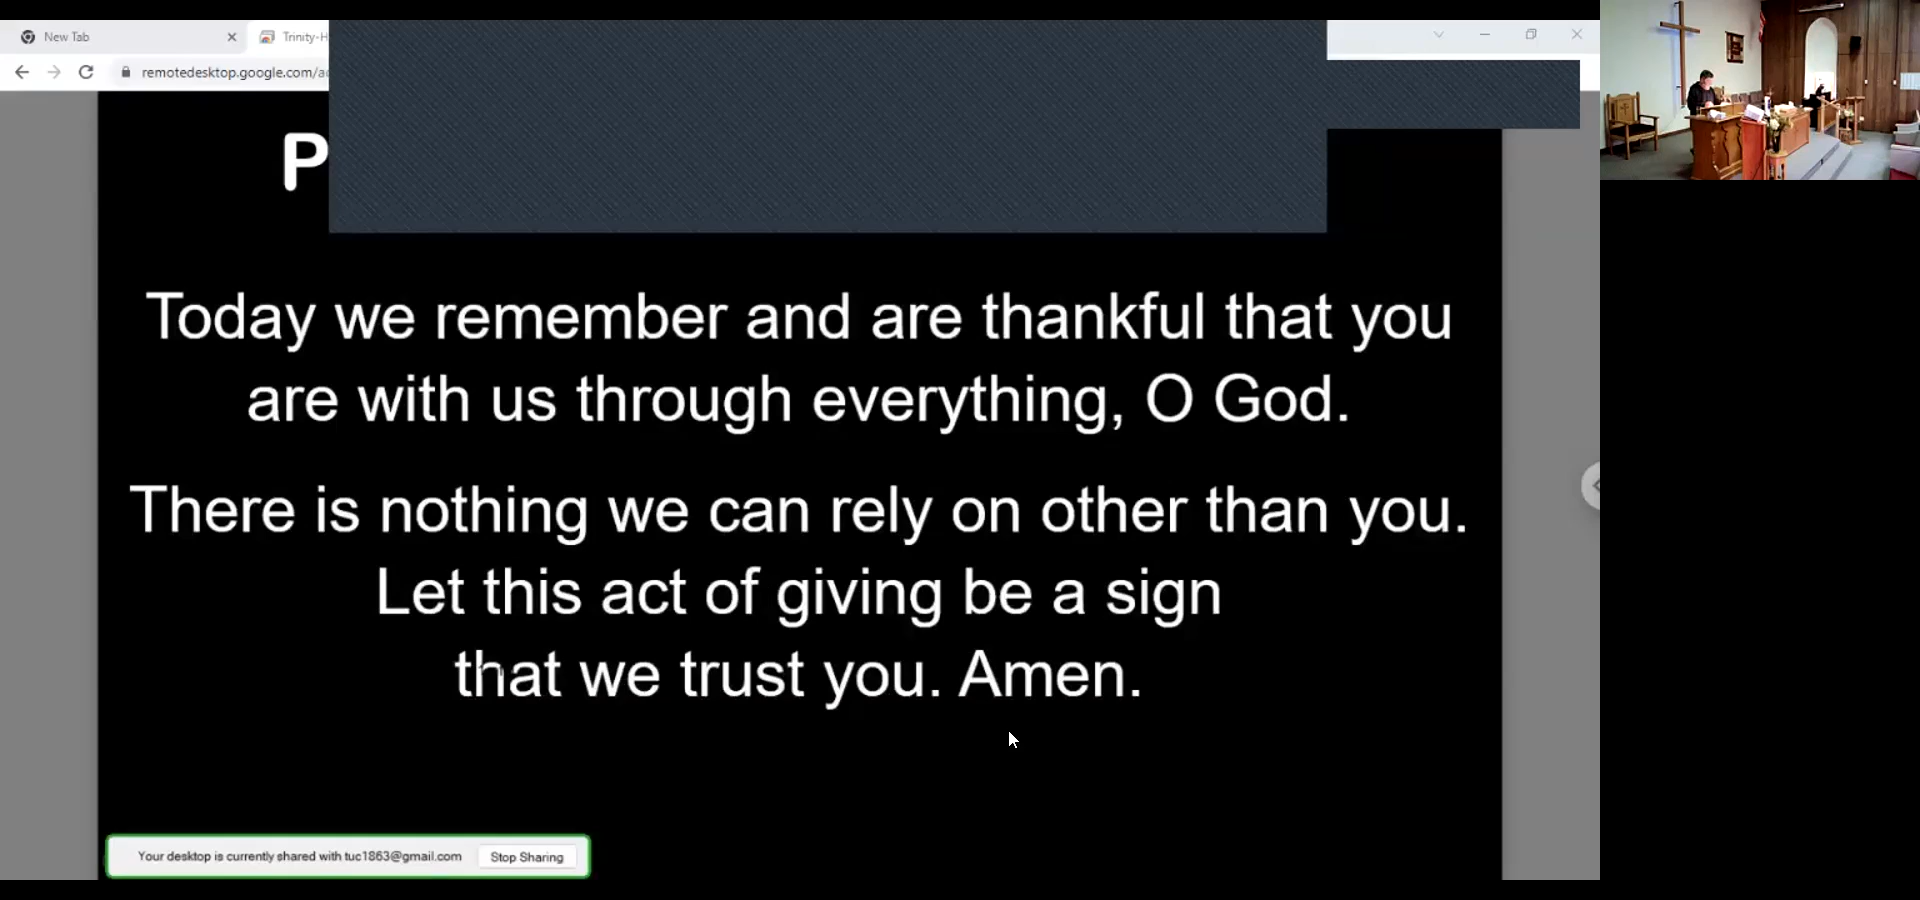 New Tab
Trinity-H
remotedesktop.google.com/ac
P
Today we remember and are thankful that you
are with us through everything, O God.
There is nothing we can rely on other than you.
Let this act of giving be a sign
that we trust you. Amen.
Your desktop is currently shared with tuc1863@gmail.com
Stop Sharing